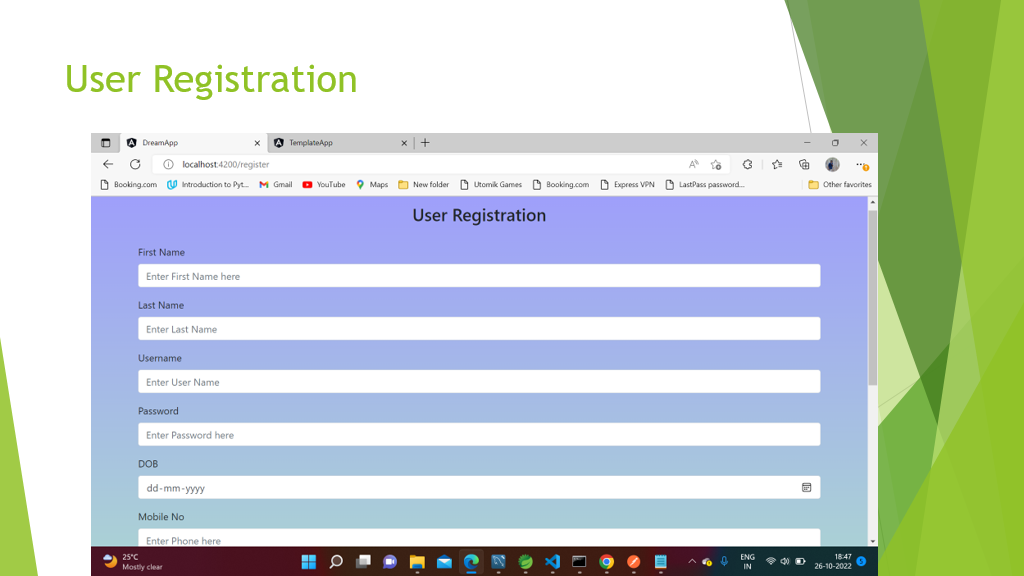 User Registration
DreamApp
TemplateApp
localhost:4200/register
Booking.com Introduction to Pyt... Gmail YouTube Maps New folder Utomik Games Booking.com Express VPN LastPass password... Other favorites
User Registration
First Name
Enter First Name here
Last Name
Enter Last Name
Username
Enter User Name
Password
Enter Password here
DOB
dd-mm-yyyy
Mobile No
Enter Phone here
25°C
Mostly clear
ENG
IN
18:47
26-10-2022